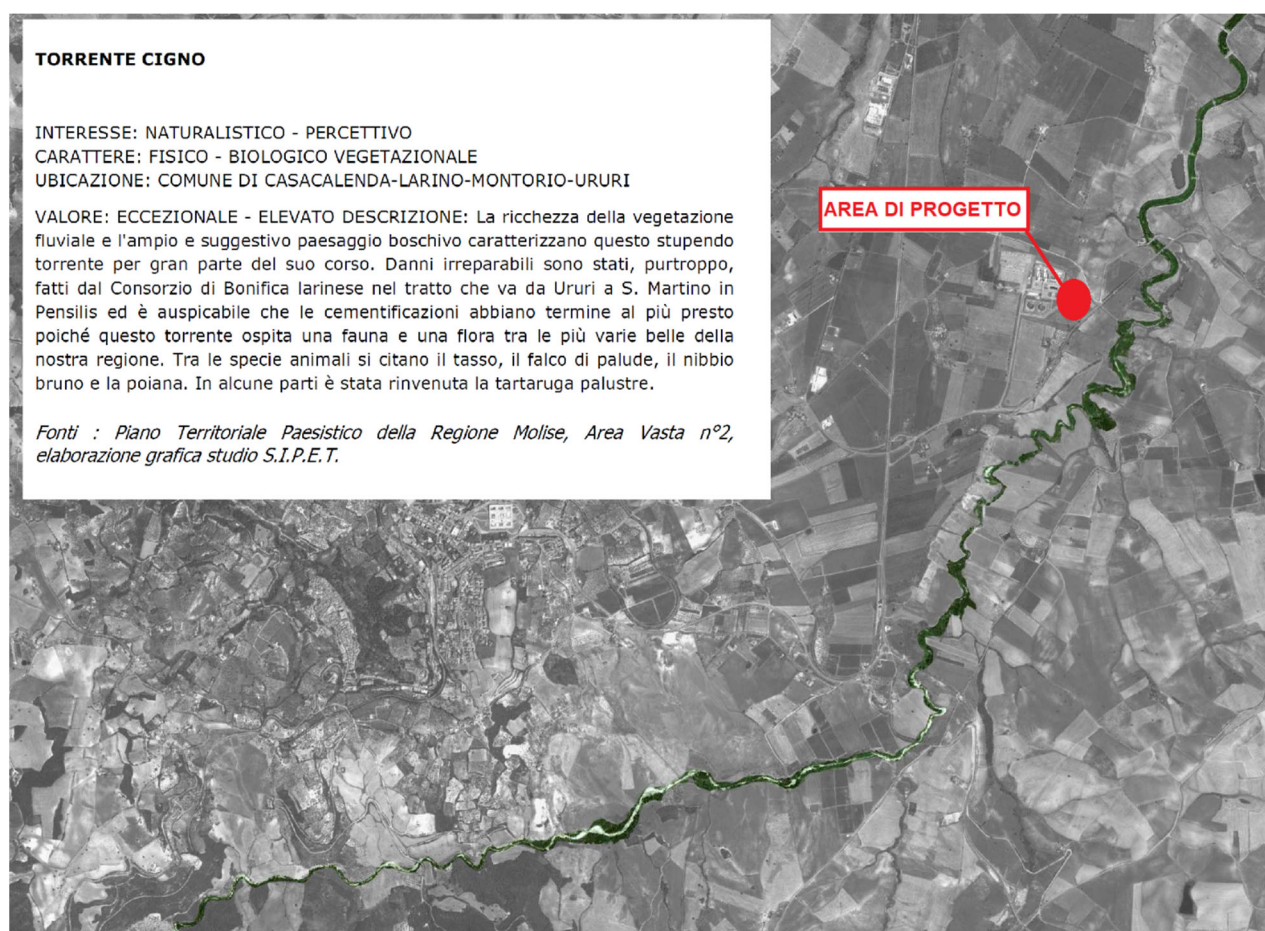 TORRENTE CIGNO
INTERESSE: NATURALISTICO - PERCETTIVO
CARATTERE: FISICO - BIOLOGICO VEGETAZIONALE
UBICAZIONE: COMUNE DI CASACALENDA-LARINO-MONTORIO-URURI
VALORE: ECCEZIONALE - ELEVATO DESCRIZIONE: La ricchezza della vegetazione
fluviale e l'ampio e suggestivo paesaggio boschivo caratterizzano questo stupendo
torrente per gran parte del suo corso. Danni irreparabili sono stati, purtroppo,
fatti dal Consorzio di Bonifica larinese nel tratto che va da Ururi a S. Martino in
Pensilis ed è auspicabile che le cementificazioni abbiano termine al più presto
poiché questo torrente ospita una fauna e una flora tra le più varie belle della
nostra regione. Tra le specie animali si citano il tasso, il falco di palude, il nibbio
bruno e la poiana. In alcune parti è stata rinvenuta la tartaruga palustre.
Fonti : Piano Territoriale Paesistico della Regione Molise, Area Vasta n°2,
elaborazione grafica studio S.I.P.E.T.
AREA DI PROGETTO